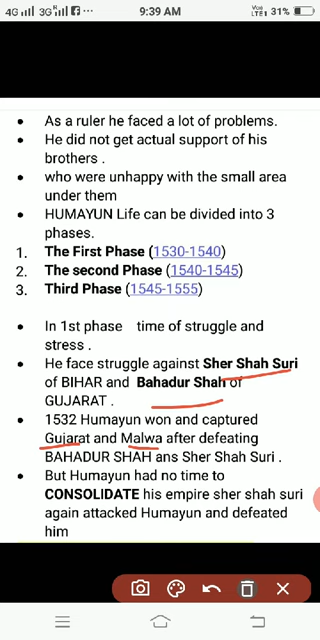 4G 3G R 9:39 AM VoLTE1 31%
• As a ruler he faced a lot of problems.
• He did not get actual support of his
brothers .
• who were unhappy with the small area
under them
• HUMAYUN Life can be divided into 3
phases.
1. The First Phase (1530-1540)
2. The second Phase (1540-1545)
3. Third Phase (1545-1555)
• In 1st phase time of struggle and
stress .
• He face struggle against Sher Shah Suri
of BIHAR and Bahadur Shah of
GUJARAT .
• 1532 Humayun won and captured
Gujarat and Malwa after defeating
BAHADUR SHAH ans Sher Shah Suri .
• But Humayun had no time to
CONSOLIDATE his empire sher shah suri
again attacked Humayun and defeated
him